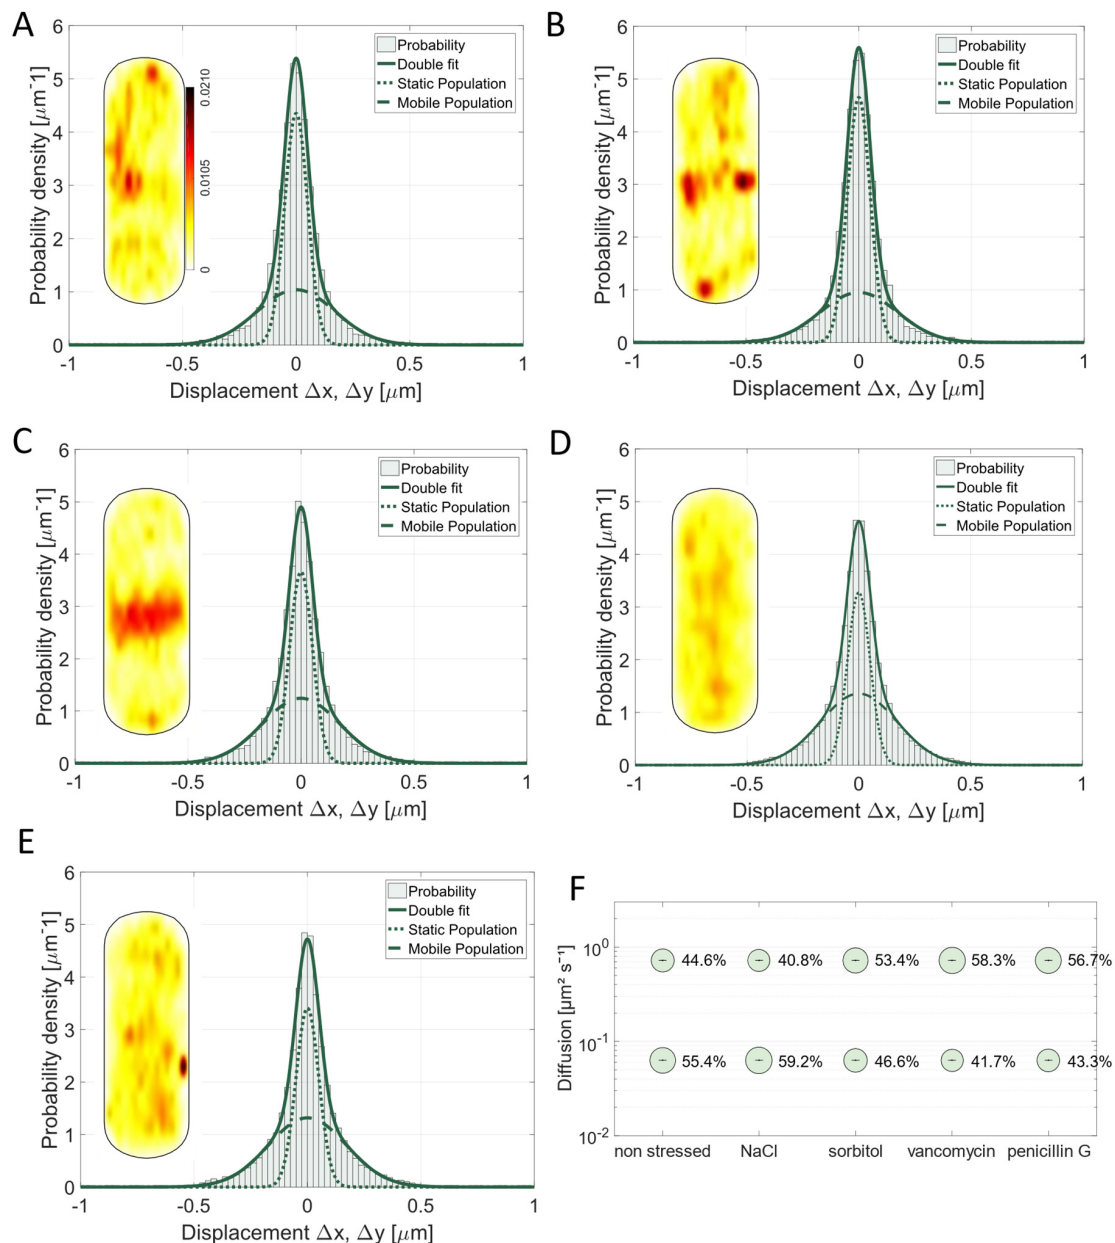 A
Probability density [μm-1]
6
5
4
3
2
1
0
-1
-0.5
0
0.5
1
Displacement Δx, Δy [μm]
Probability
Double fit
Static Population
Mobile Population
0.0210
0.0105
0
B
Probability density [μm-1]
6
5
4
3
2
1
0
-1
-0.5
0
0.5
1
Displacement Δx, Δy [μm]
Probability
Double fit
Static Population
Mobile Population
C
Probability density [μm-1]
6
5
4
3
2
1
0
-1
-0.5
0
0.5
1
Displacement Δx, Δy [μm]
Probability
Double fit
Static Population
Mobile Population
D
Probability density [μm-1]
6
5
4
3
2
1
0
-1
-0.5
0
0.5
1
Displacement Δx, Δy [μm]
Probability
Double fit
Static Population
Mobile Population
E
Probability density [μm-1]
6
5
4
3
2
1
0
-1
-0.5
0
0.5
1
Displacement Δx, Δy [μm]
Probability
Double fit
Static Population
Mobile Population
F
Diffusion [μm² s⁻¹]
10⁰
10⁻¹
10⁻²
44.6% 40.8% 53.4% 58.3% 56.7%
55.4% 59.2% 46.6% 41.7% 43.3%
non stressed NaCl sorbitol vancomycin penicillin G